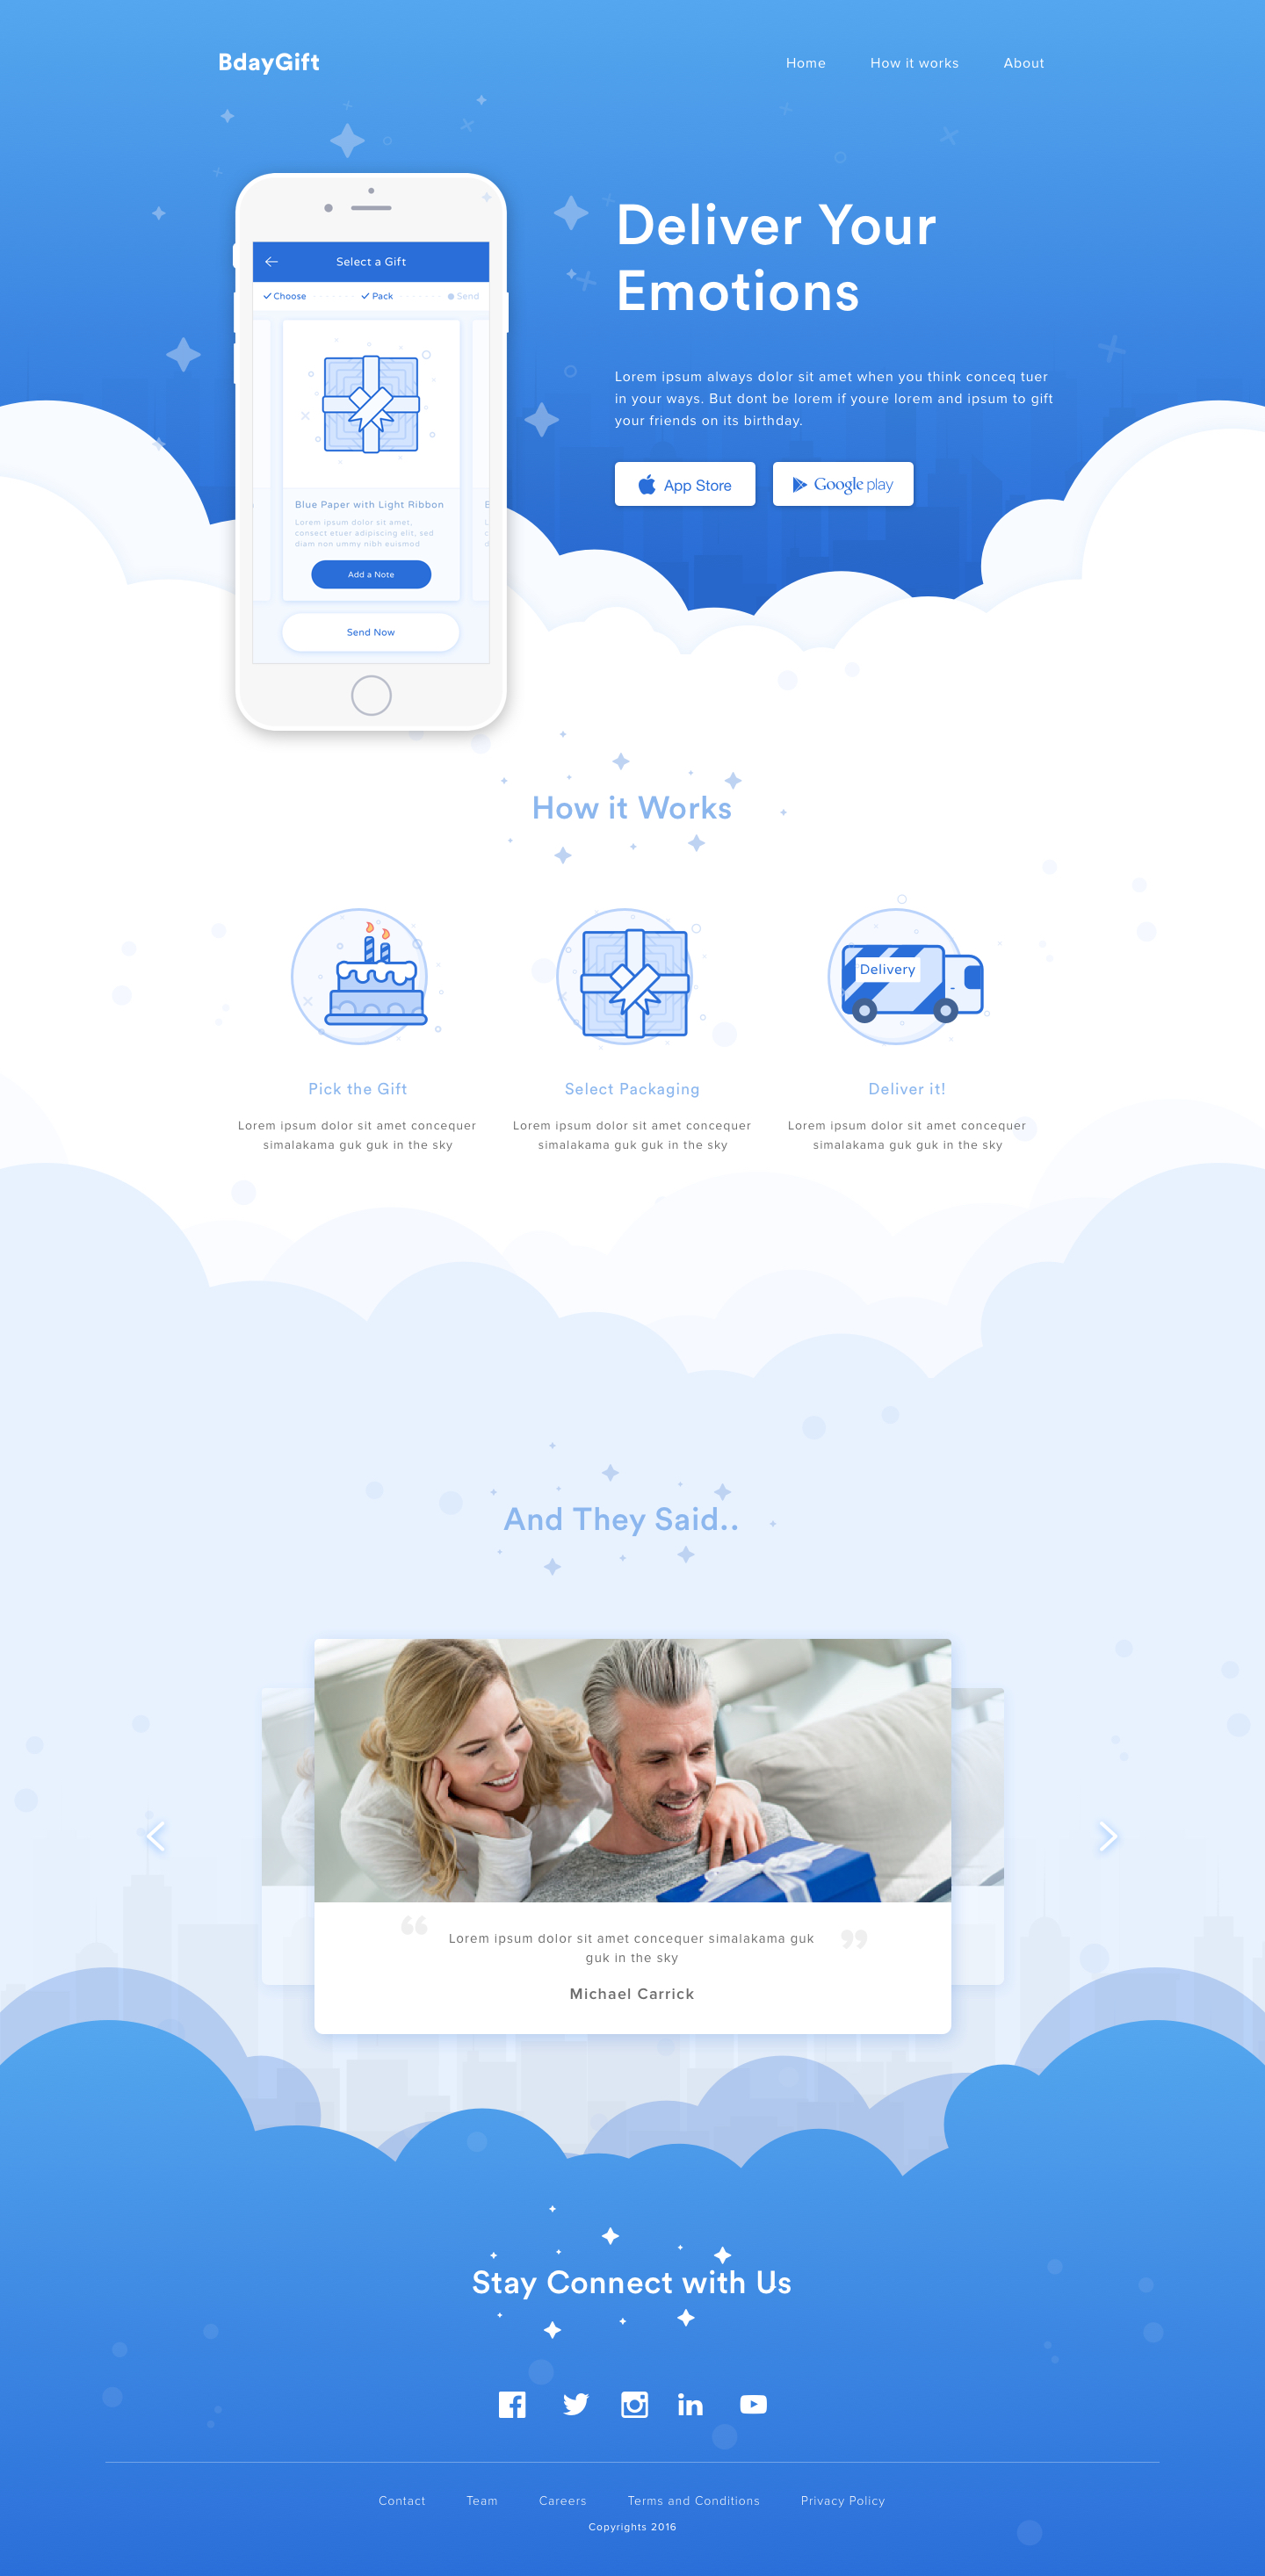 BdayGift
Home
How it works
About
Select a Gift
Choose
Pack
Send
Blue Paper with Light Ribbon
Lorem ipsum dolor sit amet,
consect etuer adipiscing elit, sed
diam non ummy nibh euismod
Add a Note
Send Now
Deliver Your
Emotions
Lorem ipsum always dolor sit amet when you think conceq tuer
in your ways. But dont be lorem if youre lorem and ipsum to gift
your friends on its birthday.
App Store
Google play
How it Works
Delivery
Pick the Gift
Lorem ipsum dolor sit amet concequer
simalakama guk guk in the sky
Select Packaging
Lorem ipsum dolor sit amet concequer
simalakama guk guk in the sky
Deliver it!
Lorem ipsum dolor sit amet concequer
simalakama guk guk in the sky
And They Said..
“ Lorem ipsum dolor sit amet concequer simalakama guk ”
guk in the sky
Michael Carrick
Stay Connect with Us
Contact
Team
Careers
Terms and Conditions
Privacy Policy
Copyrights 2016